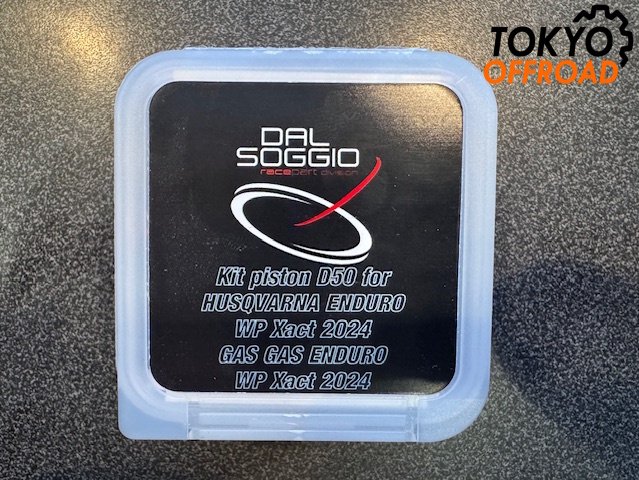 TOKYO
OFFROAD
DAL
SOGGIO
racepart division
Kit piston D50 for
HUSQVARNA ENDURO
WP Xact 2024
GAS GAS ENDURO
WP Xact 2024